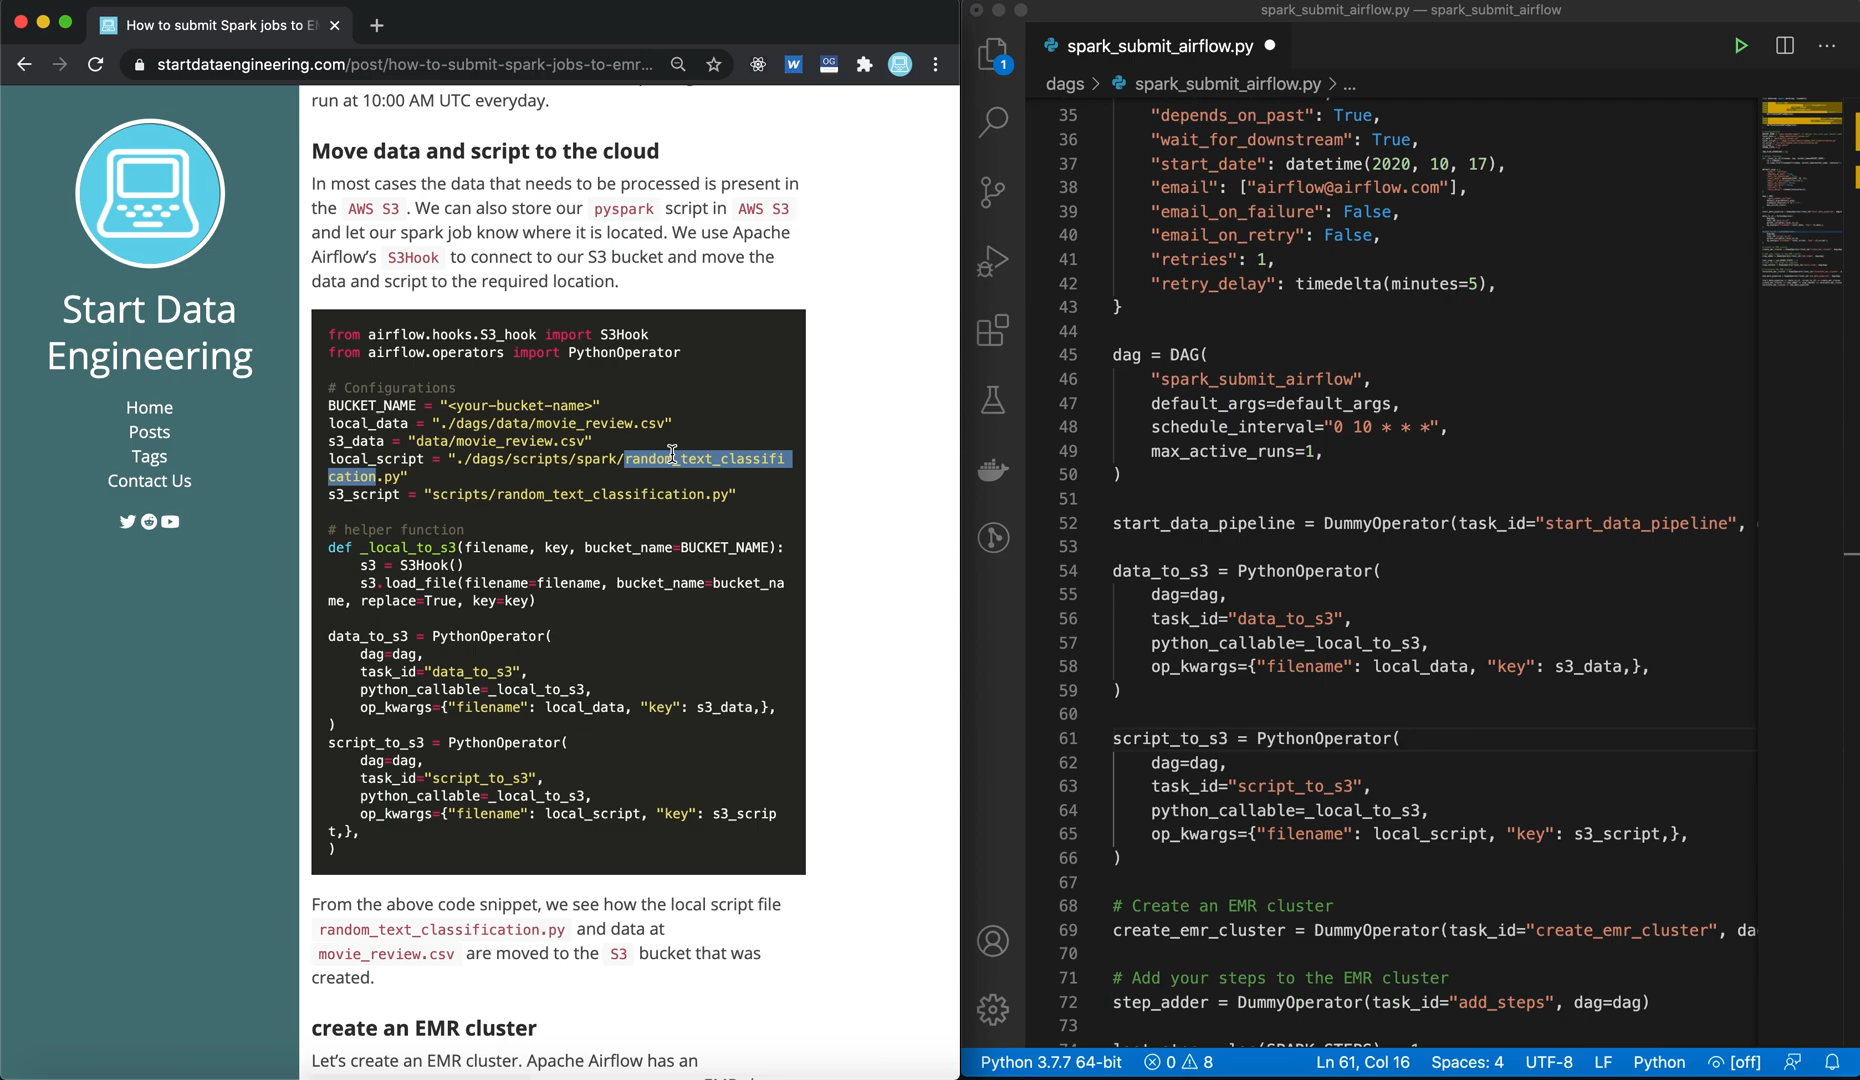 How to submit Spark jobs to EM
startdataengineering.com/post/how-to-submit-spark-jobs-to-emr...
W
OG
Start Data
Engineering
Home
Posts
Tags
Contact Us
run at 10:00 AM UTC everyday.
Move data and script to the cloud
In most cases the data that needs to be processed is present in
the AWS S3 . We can also store our pyspark script in AWS S3
and let our spark job know where it is located. We use Apache
Airflow’s S3Hook to connect to our S3 bucket and move the
data and script to the required location.
from airflow.hooks.S3_hook import S3Hook
from airflow.operators import PythonOperator
# Configurations
BUCKET_NAME = "<your-bucket-name>"
local_data = "./dags/data/movie_review.csv"
s3_data = "data/movie_review.csv"
local_script = "./dags/scripts/spark/random_text_classifi
cation.py"
s3_script = "scripts/random_text_classification.py"
# helper function
def _local_to_s3(filename, key, bucket_name=BUCKET_NAME):
s3 = S3Hook()
s3.load_file(filename=filename, bucket_name=bucket_na
me, replace=True, key=key)
data_to_s3 = PythonOperator(
dag=dag,
task_id="data_to_s3",
python_callable=_local_to_s3,
op_kwargs={"filename": local_data, "key": s3_data,},
)
script_to_s3 = PythonOperator(
dag=dag,
task_id="script_to_s3",
python_callable=_local_to_s3,
op_kwargs={"filename": local_script, "key": s3_scrip
t,},
)
From the above code snippet, we see how the local script file
random_text_classification.py and data at
movie_review.csv are moved to the S3 bucket that was
created.
create an EMR cluster
Let’s create an EMR cluster. Apache Airflow has an
spark_submit_airflow.py — spark_submit_airflow
spark_submit_airflow.py
dags > spark_submit_airflow.py > ...
1
35 "depends_on_past": True,
36 "wait_for_downstream": True,
37 "start_date": datetime(2020, 10, 17),
38 "email": ["airflow@airflow.com"],
39 "email_on_failure": False,
40 "email_on_retry": False,
41 "retries": 1,
42 "retry_delay": timedelta(minutes=5),
43 }
44
45 dag = DAG(
46 "spark_submit_airflow",
47 default_args=default_args,
48 schedule_interval="0 10 * * *",
49 max_active_runs=1,
50 )
51
52 start_data_pipeline = DummyOperator(task_id="start_data_pipeline",
53
54 data_to_s3 = PythonOperator(
55 dag=dag,
56 task_id="data_to_s3",
57 python_callable=_local_to_s3,
58 op_kwargs={"filename": local_data, "key": s3_data,},
59 )
60
61 script_to_s3 = PythonOperator(
62 dag=dag,
63 task_id="script_to_s3",
64 python_callable=_local_to_s3,
65 op_kwargs={"filename": local_script, "key": s3_script,},
66 )
67
68 # Create an EMR cluster
69 create_emr_cluster = DummyOperator(task_id="create_emr_cluster", da
70
71 # Add your steps to the EMR cluster
72 step_adder = DummyOperator(task_id="add_steps", dag=dag)
73
Python 3.7.7 64-bit 0 8 Ln 61, Col 16 Spaces: 4 UTF-8 LF Python [off]